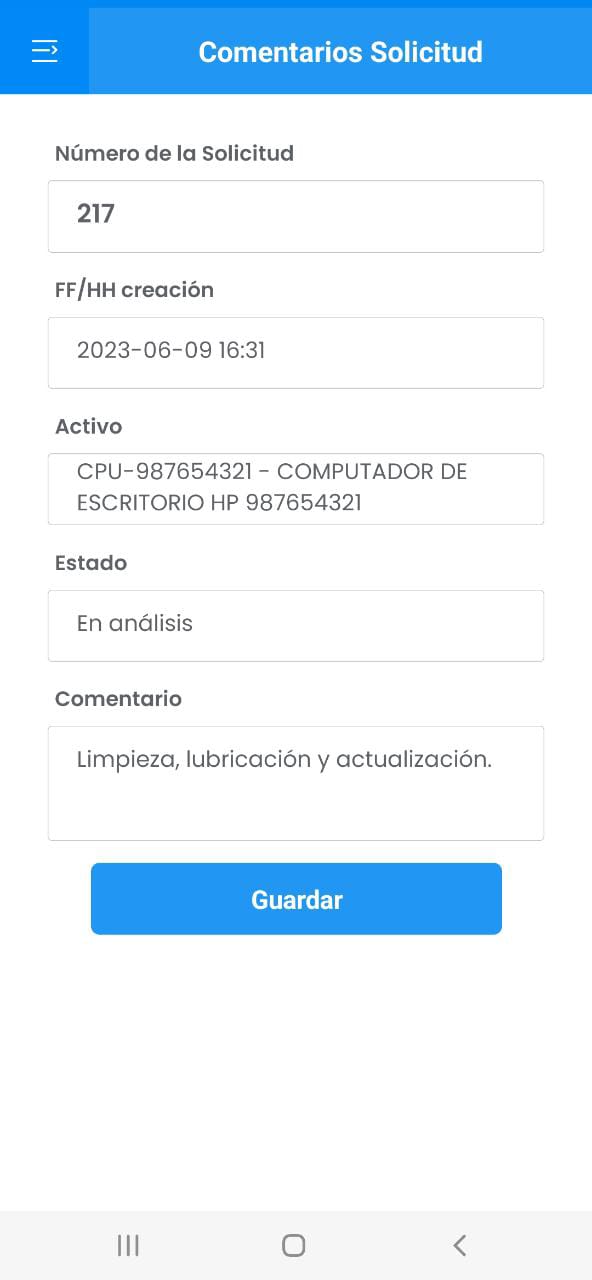 Comentarios Solicitud
Número de la Solicitud
217
FF/HH creación
2023-06-09 16:31
Activo
CPU-987654321 - COMPUTADOR DE
ESCRITORIO HP 987654321
Estado
En análisis
Comentario
Limpieza, lubricación y actualización.
Guardar